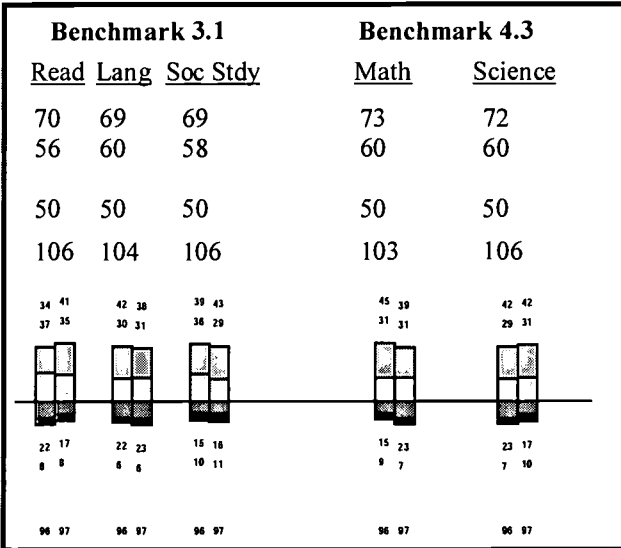 Benchmark 3.1 Benchmark 4.3
Read Lang Soc Stdy Math Science
70 69 69 73 72
56 60 58 60 60
50 50 50 50 50
106 104 106 103 106
34 41 42 38 39 43 45 39 42 42
37 35 30 31 36 29 31 31 29 31
22 17 22 23 15 16 15 23 23 17
8 8 6 6 10 11 9 7 7 10
96 97 96 97 96 97 96 97 96 97